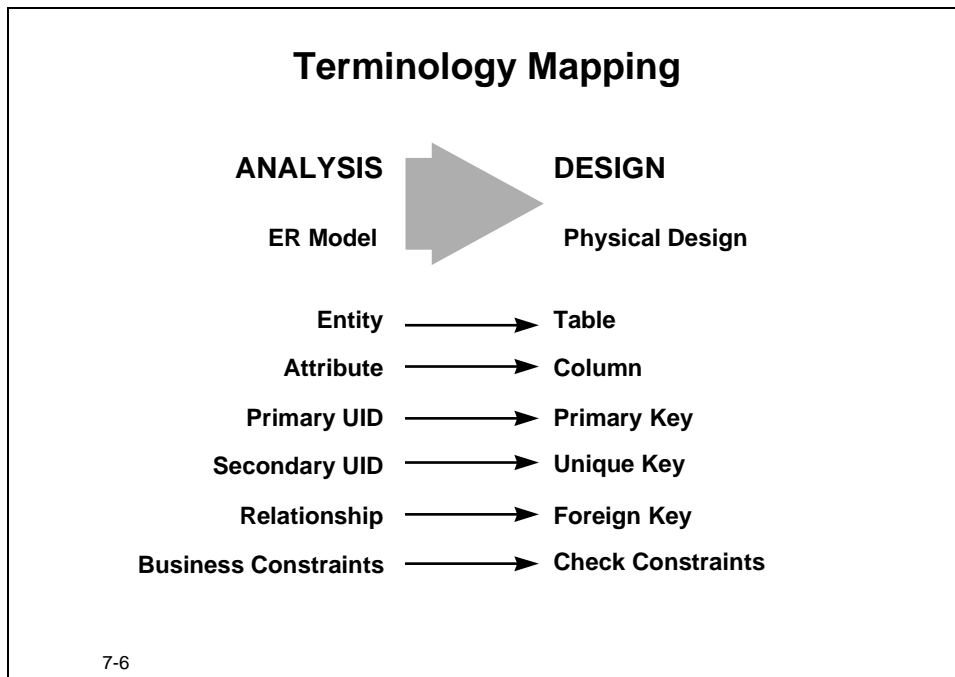 Terminology Mapping
ANALYSIS DESIGN
ER Model Physical Design
Entity Table
Attribute Column
Primary UID Primary Key
Secondary UID Unique Key
Relationship Foreign Key
Business Constraints Check Constraints
7-6